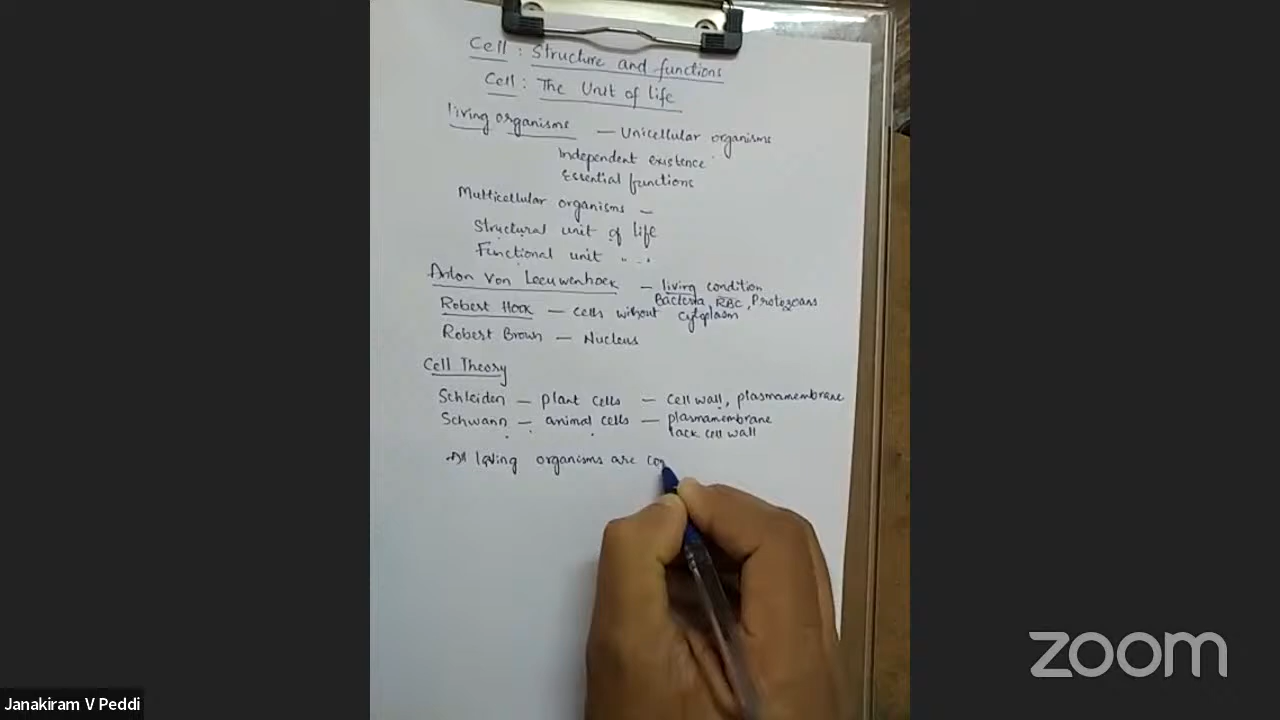 Cell : Structure and functions
Cell : The Unit of life
living organisms — Unicellular organisms
Independent existence
Essential functions
Multicellular organisms —
Structural unit of life
Functional unit " "
Anton Von Leeuwenhoek — living condition
Bacteria, RBC, Protozoans
Robert Hook — cells without cytoplasm
Robert Brown — Nucleus
Cell Theory
Schleiden — plant cells — cell wall, plasmamembrane
Schwann — animal cells — plasmamembrane
lack cell wall
All living organisms are co
zoom
Janakiram V Peddi